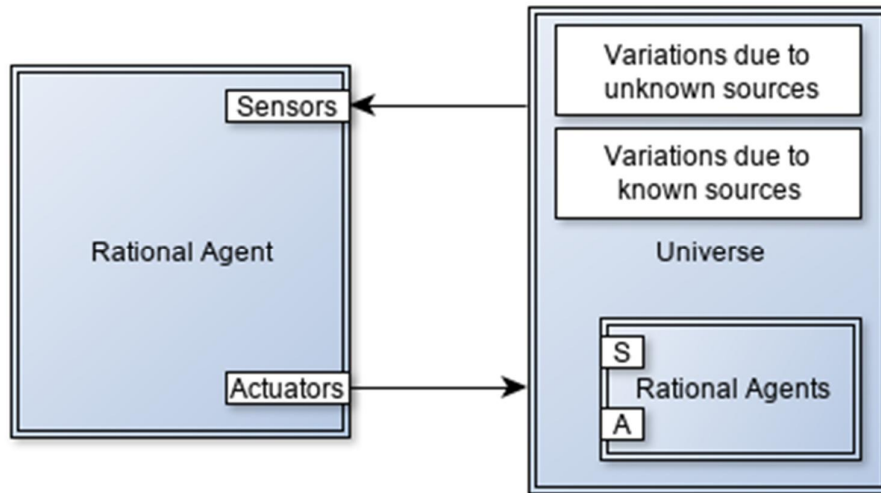 Sensors
Rational Agent
Actuators
Variations due to
unknown sources
Variations due to
known sources
Universe
S
Rational Agents
A